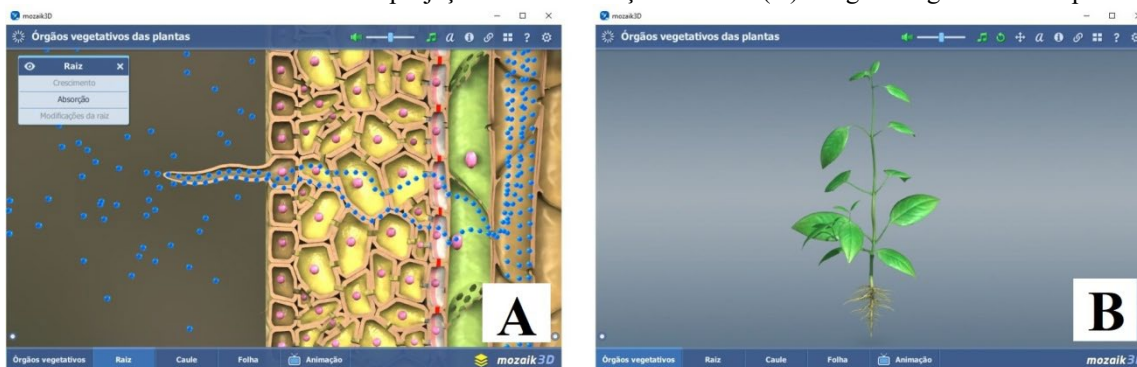 mozaik3D
Órgãos vegetativos das plantas
Raiz
Crescimento
Absorção
Modificações da raiz
A
Órgãos vegetativos Raiz Caule Folha Animação mozaik3D
mozaik3D
Órgãos vegetativos das plantas
B
Órgãos vegetativos Raiz Caule Folha Animação